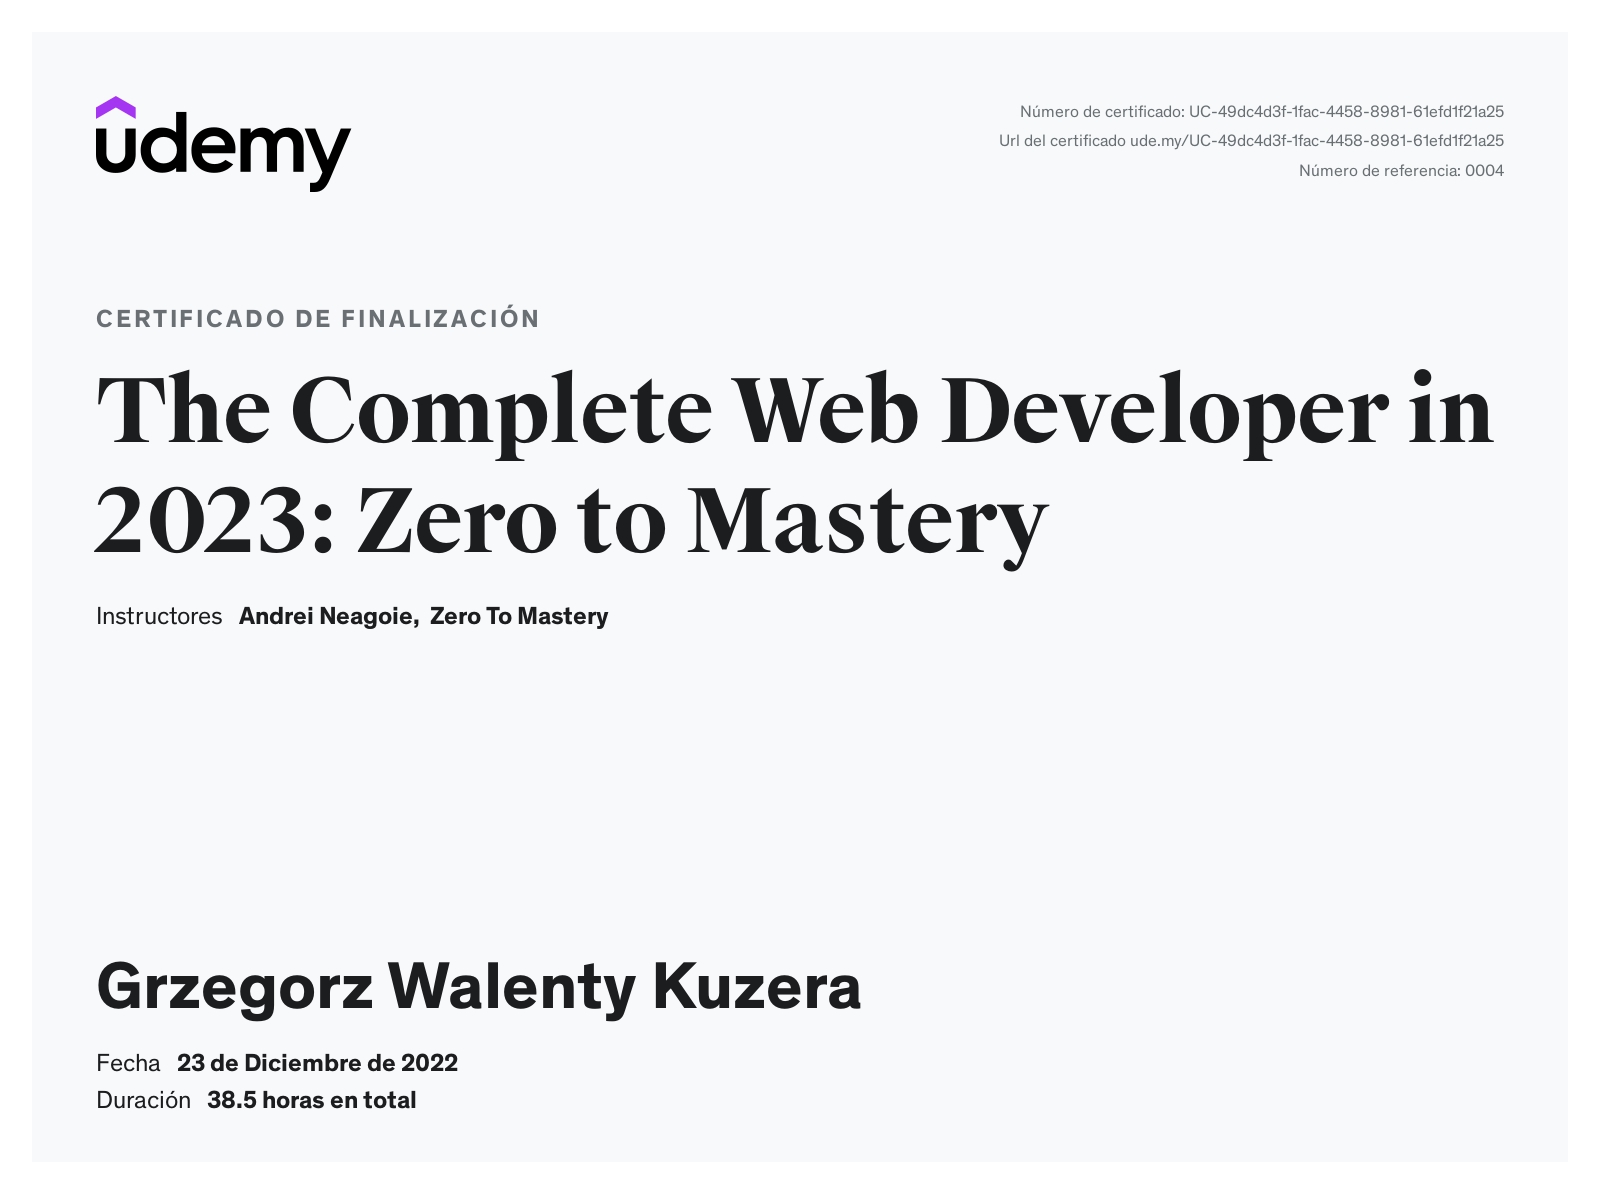 udemy
Número de certificado: UC-49dc4d3f-1fac-4458-8981-61efd1f21a25
Url del certificado ude.my/UC-49dc4d3f-1fac-4458-8981-61efd1f21a25
Número de referencia: 0004
CERTIFICADO DE FINALIZACIÓN
The Complete Web Developer in
2023: Zero to Mastery
Instructores Andrei Neagoie, Zero To Mastery
Grzegorz Walenty Kuzera
Fecha 23 de Diciembre de 2022
Duración 38.5 horas en total